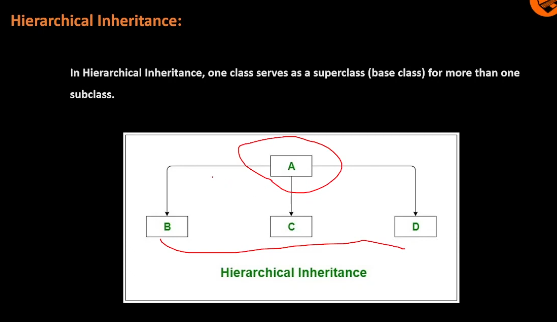 Hierarchical Inheritance:
In Hierarchical Inheritance, one class serves as a superclass (base class) for more than one
subclass.
A
B
C
D
Hierarchical Inheritance